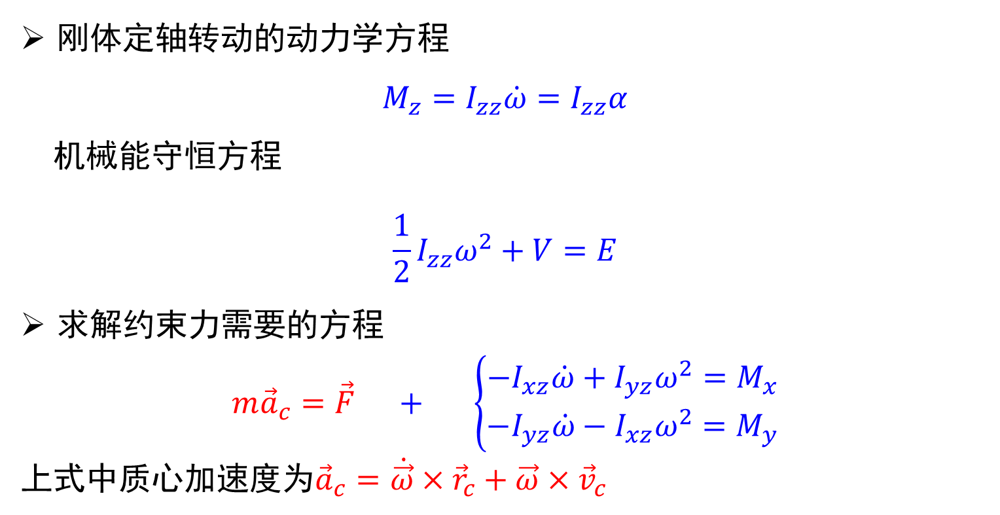 ➢ 刚体定轴转动的动力学方程
$M_z = I_{zz}\dot{\omega} = I_{zz}\alpha$
机械能守恒方程
$\frac{1}{2}I_{zz}\omega^2 + V = E$
➢ 求解约束力需要的方程
$m\vec{a}_c = \vec{F} \quad + \quad \begin{cases} -I_{xz}\dot{\omega} + I_{yz}\omega^2 = M_x \\ -I_{yz}\dot{\omega} - I_{xz}\omega^2 = M_y \end{cases}$
上式中质心加速度为$\vec{a}_c = \dot{\vec{\omega}} \times \vec{r}_c + \vec{\omega} \times \vec{v}_c$